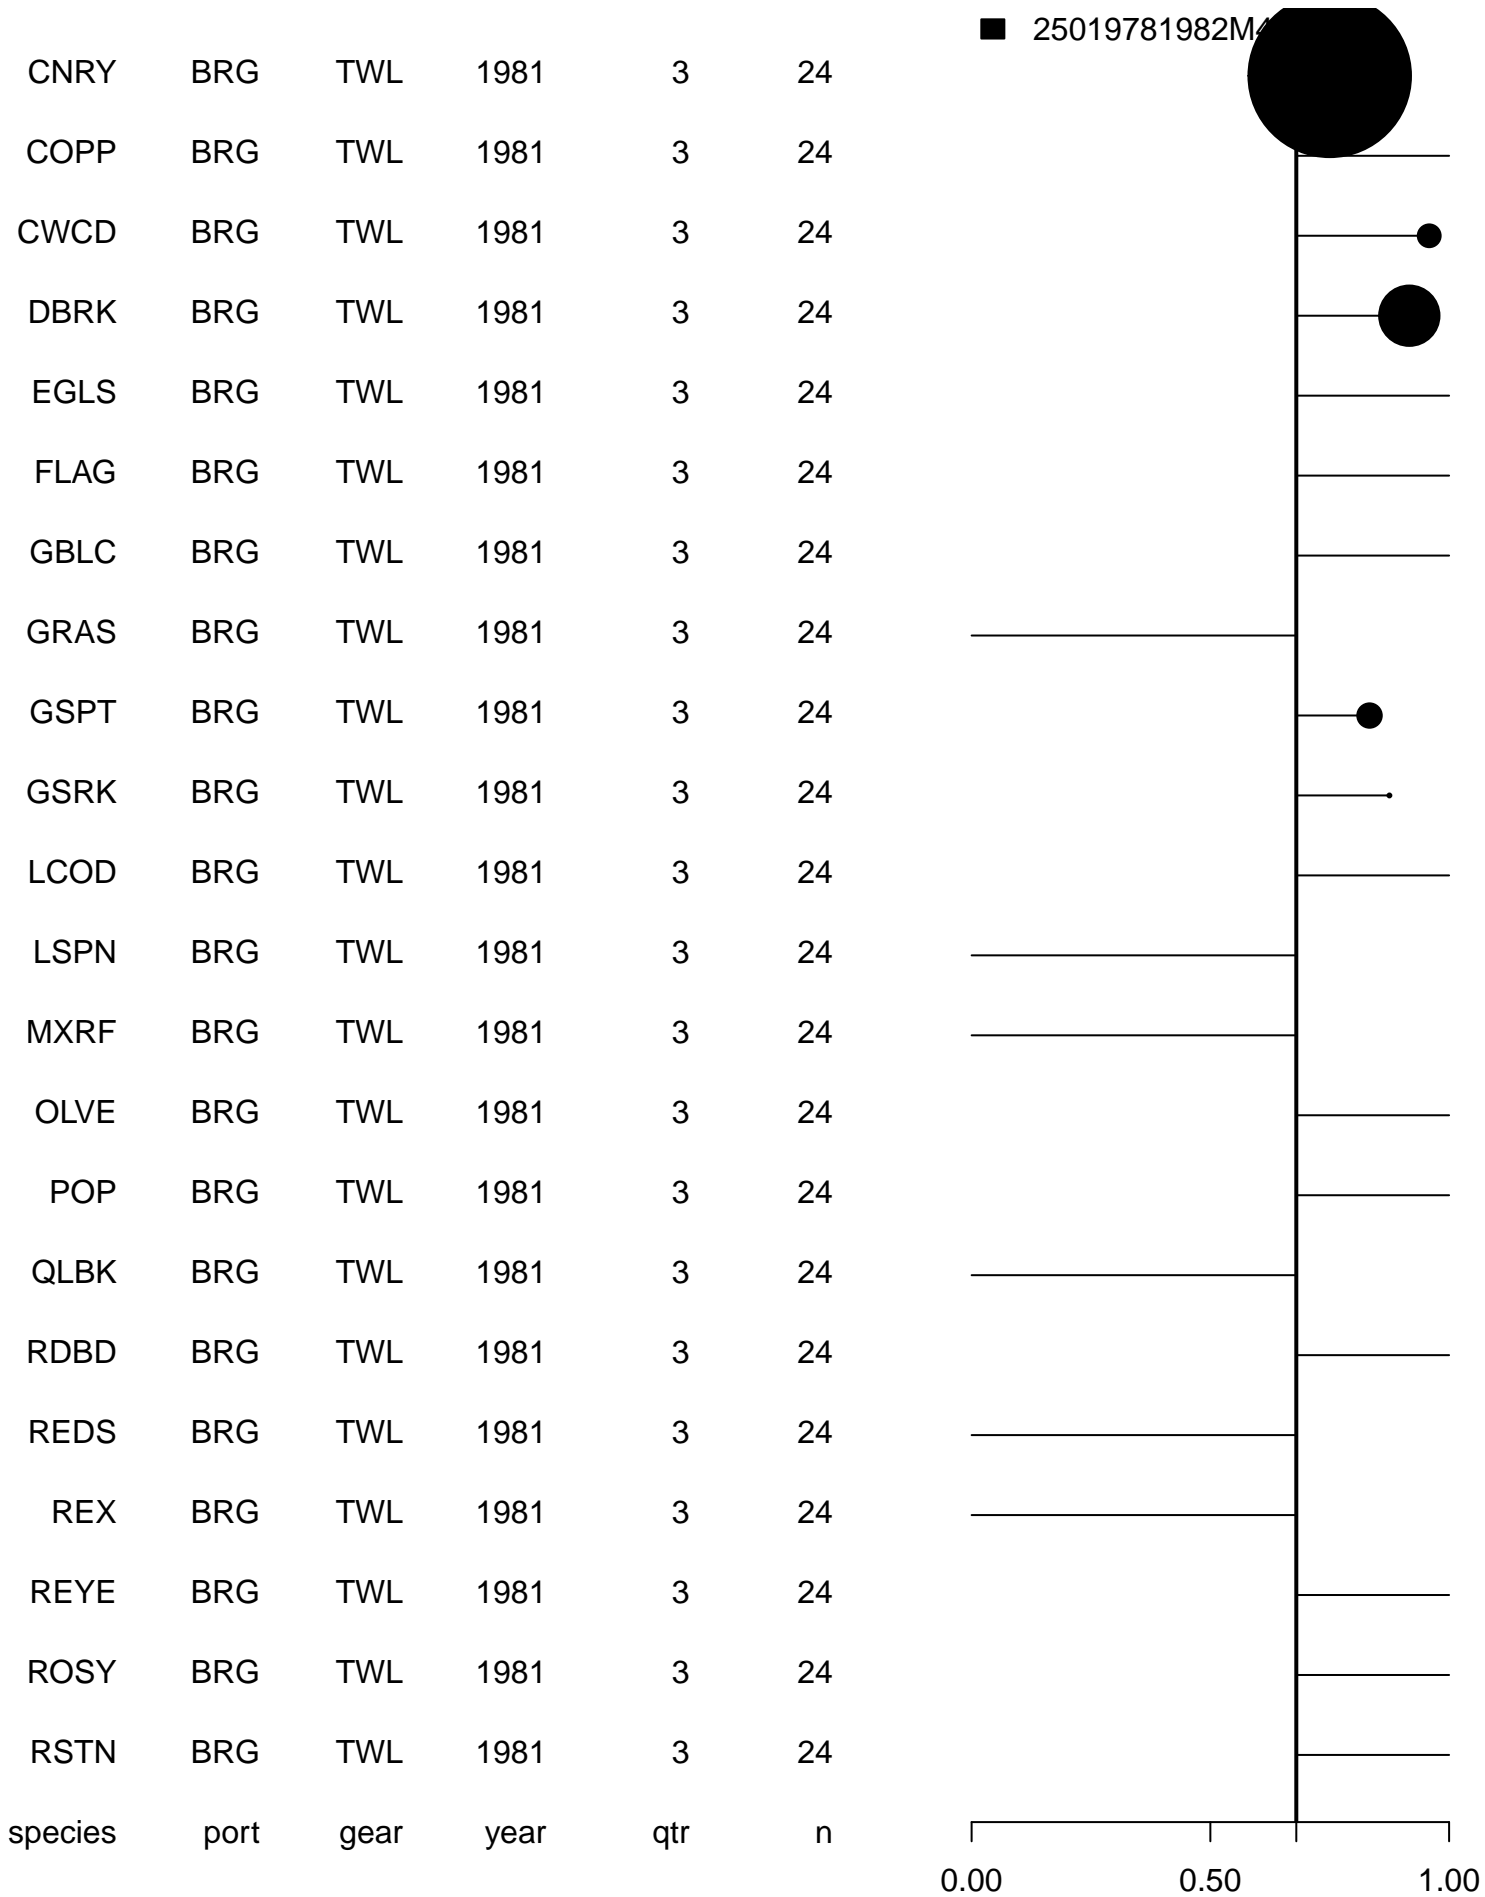 25019781982M4
CNRY BRG TWL 1981 3 24
COPP BRG TWL 1981 3 24
CWCD BRG TWL 1981 3 24
DBRK BRG TWL 1981 3 24
EGLS BRG TWL 1981 3 24
FLAG BRG TWL 1981 3 24
GBLC BRG TWL 1981 3 24
GRAS BRG TWL 1981 3 24
GSPT BRG TWL 1981 3 24
GSRK BRG TWL 1981 3 24
LCOD BRG TWL 1981 3 24
LSPN BRG TWL 1981 3 24
MXRF BRG TWL 1981 3 24
OLVE BRG TWL 1981 3 24
POP BRG TWL 1981 3 24
QLBK BRG TWL 1981 3 24
RDBD BRG TWL 1981 3 24
REDS BRG TWL 1981 3 24
REX BRG TWL 1981 3 24
REYE BRG TWL 1981 3 24
ROSY BRG TWL 1981 3 24
RSTN BRG TWL 1981 3 24
species port gear year qtr n
0.00 0.50 1.00